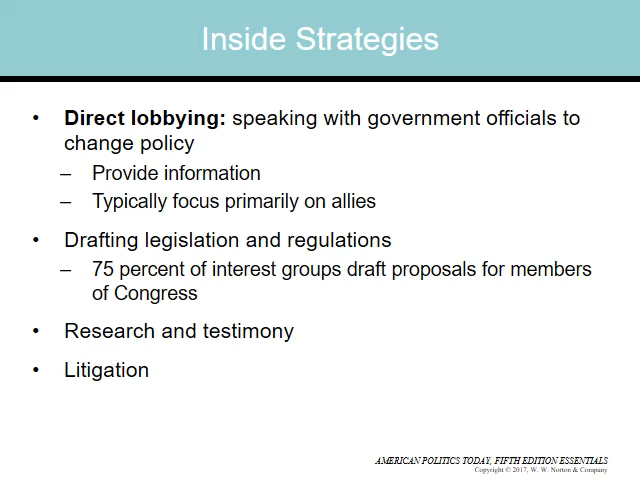 Inside Strategies
• Direct lobbying: speaking with government officials to
change policy
– Provide information
– Typically focus primarily on allies
• Drafting legislation and regulations
– 75 percent of interest groups draft proposals for members
of Congress
• Research and testimony
• Litigation
AMERICAN POLITICS TODAY, FIFTH EDITION ESSENTIALS
Copyright © 2017, W. W. Norton & Company